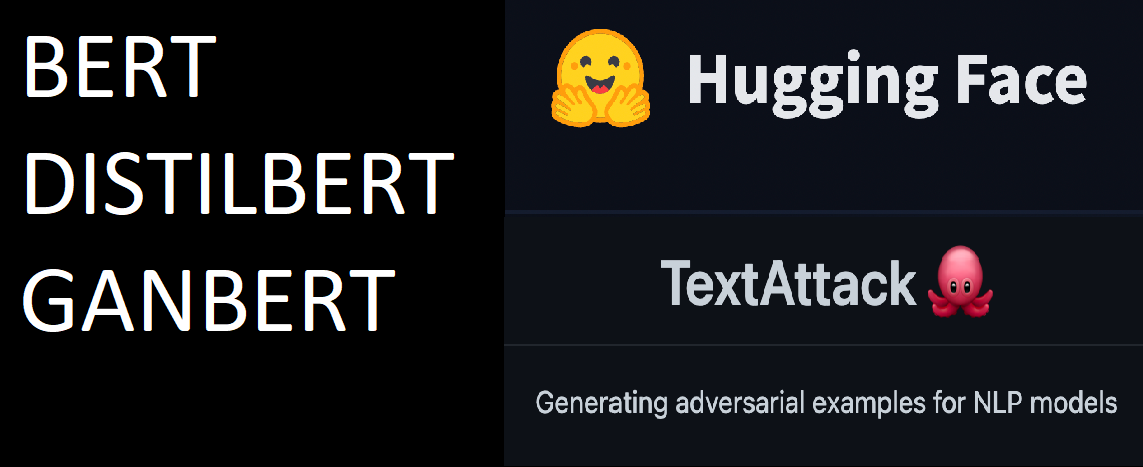 BERT
DISTILBERT
GANBERT
Hugging Face
TextAttack
Generating adversarial examples for NLP models